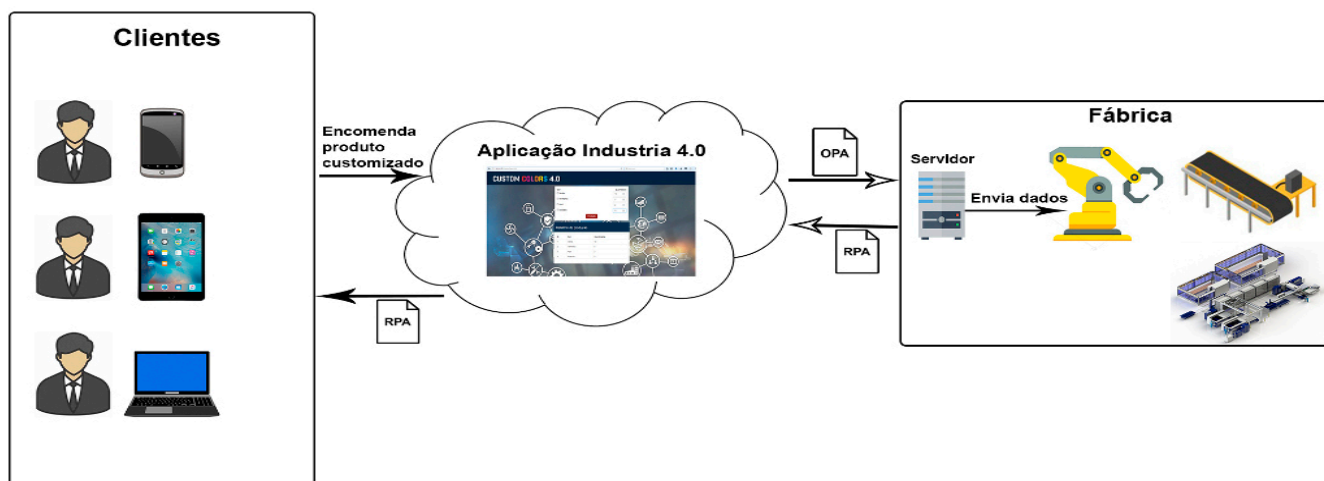 Clientes
Encomenda
produto
customizado
RPA
Aplicação Industria 4.0
CUSTOM COLORS 4.0
OPA
RPA
Fábrica
Servidor
Envia dados